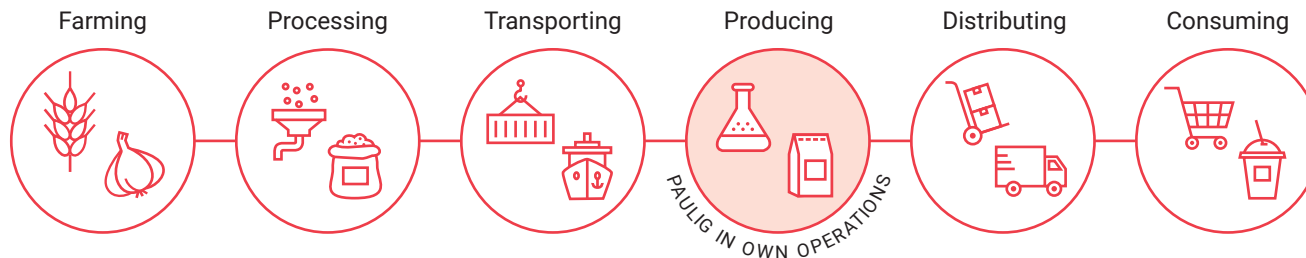 Farming
Processing
Transporting
Producing
Distributing
Consuming
PAULIG IN OWN OPERATIONS